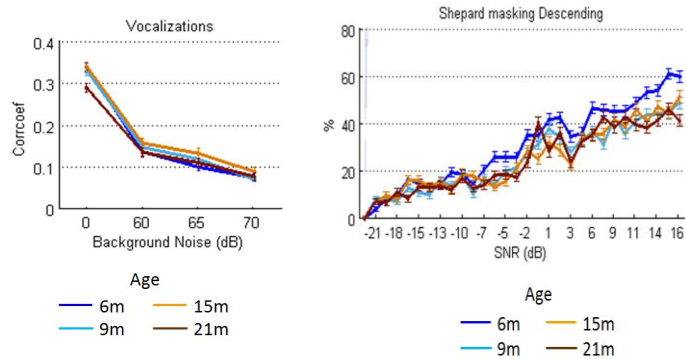 Vocalizations
0.4
0.3
0.2
0.1
0
Corrcoef
0 60 65 70
Background Noise (dB)
Age
6m 15m
9m 21m
Shepard masking Descending
80
60
40
20
0
%
-21 -18 -15 -13 -10 -7 -5 -2 1 3 6 9 11 14 16
SNR (dB)
Age
6m 15m
9m 21m